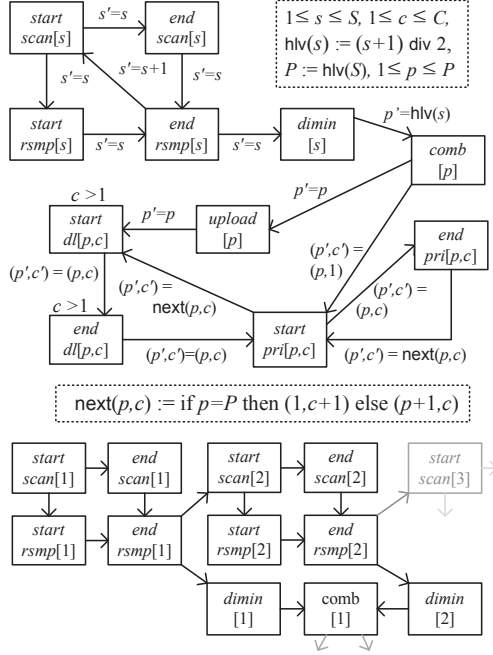 start
scan[s]
s'=s
end
scan[s]
1≤ s ≤ S, 1≤ c ≤ C,
hlv(s) := (s+1) div 2,
P := hlv(S), 1≤ p ≤ P
s'=s
s'=s+1
s'=s
start
rsmp[s]
s'=s
end
rsmp[s]
s'=s
dimin
[s]
p'=hlv(s)
comb
[p]
c >1
start
dl[p,c]
p'=p
upload
[p]
p'=p
(p',c') =
(p,1)
end
pri[p,c]
(p',c') = (p,c)
(p',c') =
next(p,c)
(p',c') =
(p,c)
c >1
end
dl[p,c]
(p',c')=(p,c)
start
pri[p,c]
(p',c') = next(p,c)
next(p,c) := if p=P then (1,c+1) else (p+1,c)
start
scan[1]
end
scan[1]
start
scan[2]
end
scan[2]
start
scan[3]
start
rsmp[1]
end
rsmp[1]
start
rsmp[2]
end
rsmp[2]
dimin
[1]
comb
[1]
dimin
[2]